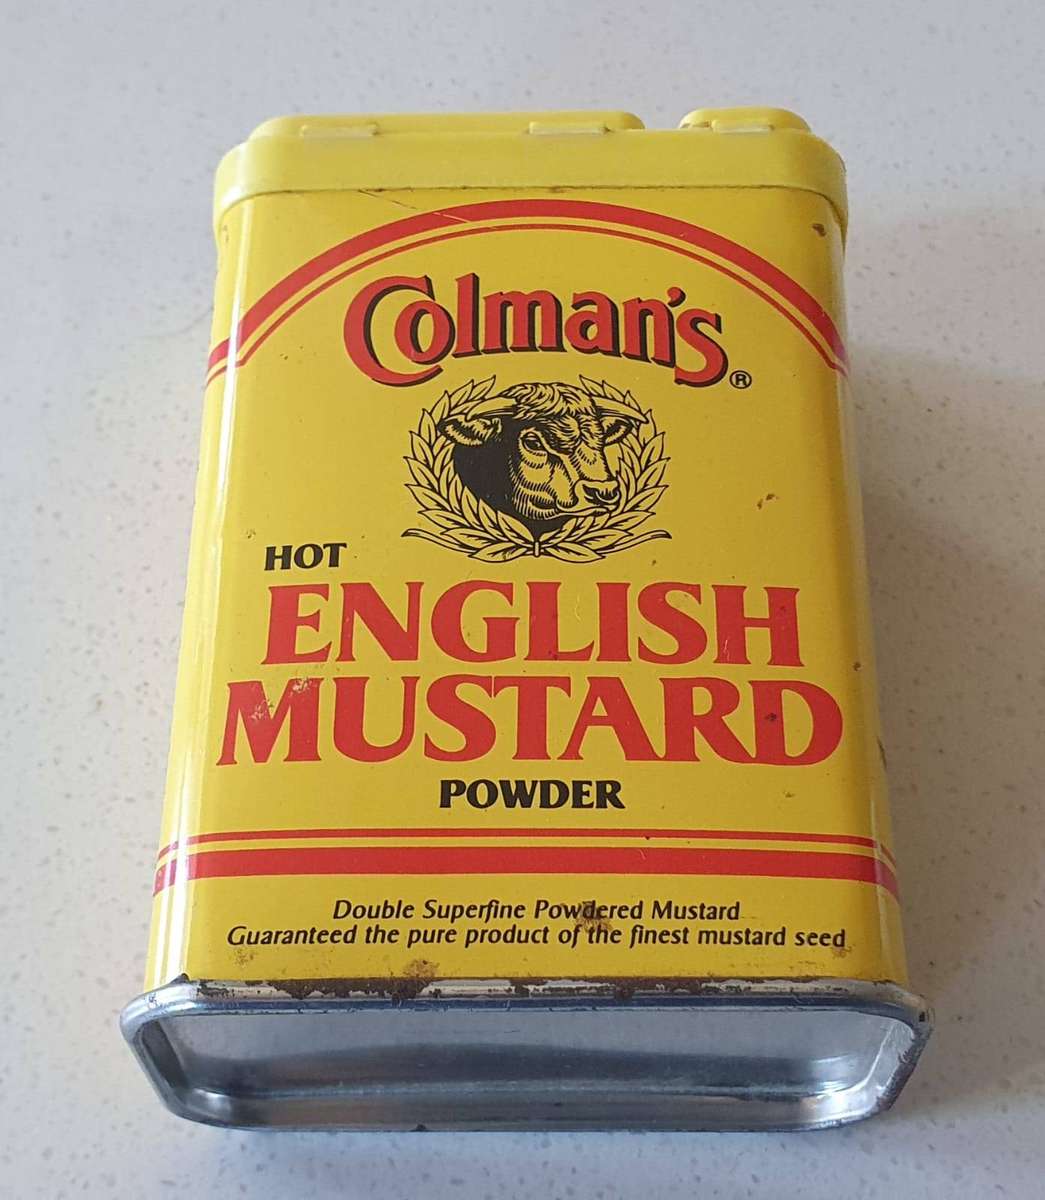 Colman's
®
HOT
ENGLISH
MUSTARD
POWDER
Double Superfine Powdered Mustard
Guaranteed the pure product of the finest mustard seed